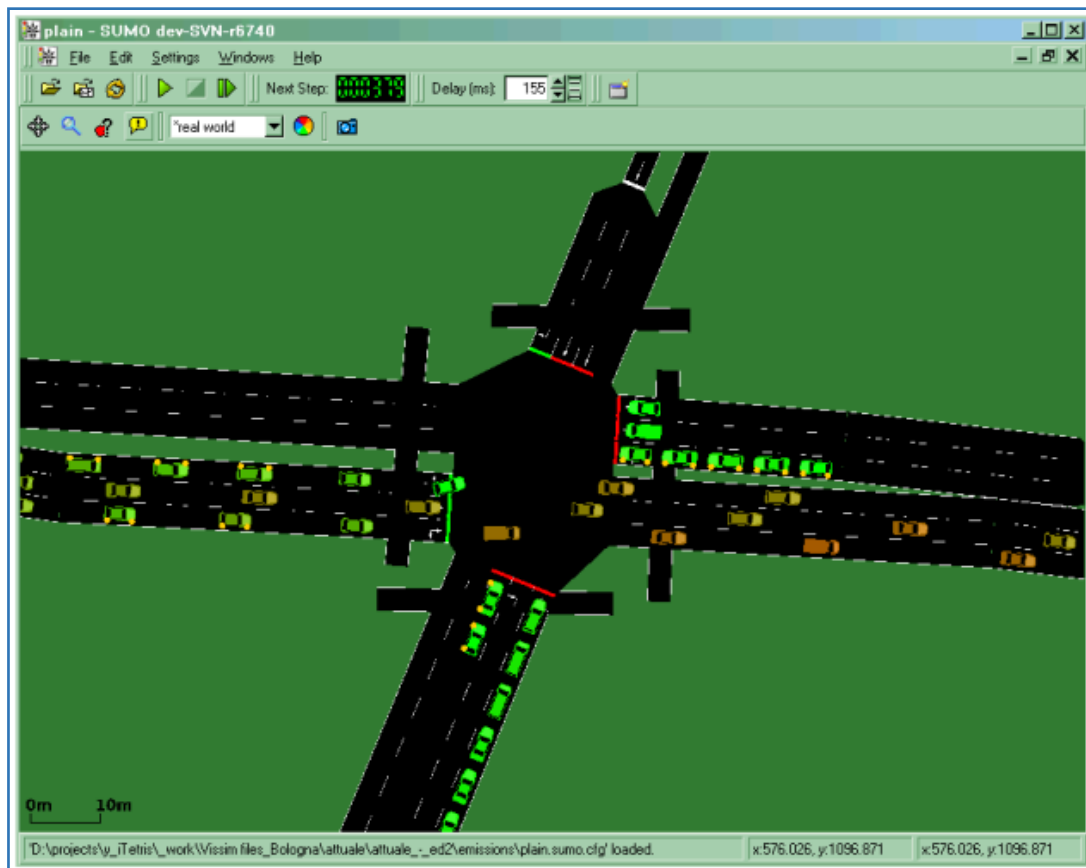 plain - SUMO dev-SVN-r6740
File Edit Settings Windows Help
Next Step: 000379 Delay (ms): 155
*real world
0m 10m
'D:\projects\y_iTetris\_work\Vissim files_Bologna\attuale\attuale_-_ed2\emissions\plain.sumo.cfg' loaded. x:576.026, y:1096.871 x:576.026, y:1096.871